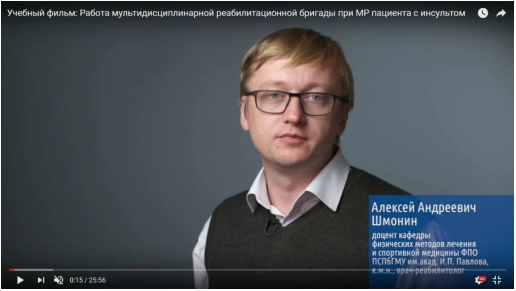 Учебный фильм: Работа мультидисциплинарной реабилитационной бригады при МР пациента с инсультом
Алексей Андреевич
Шмонин
доцент кафедры
физических методов лечения
и спортивной медицины ФПО
ПСПбГМУ им.акад. И.П. Павлова,
к.м.н., врач-реабилитолог
0:15 / 25:56